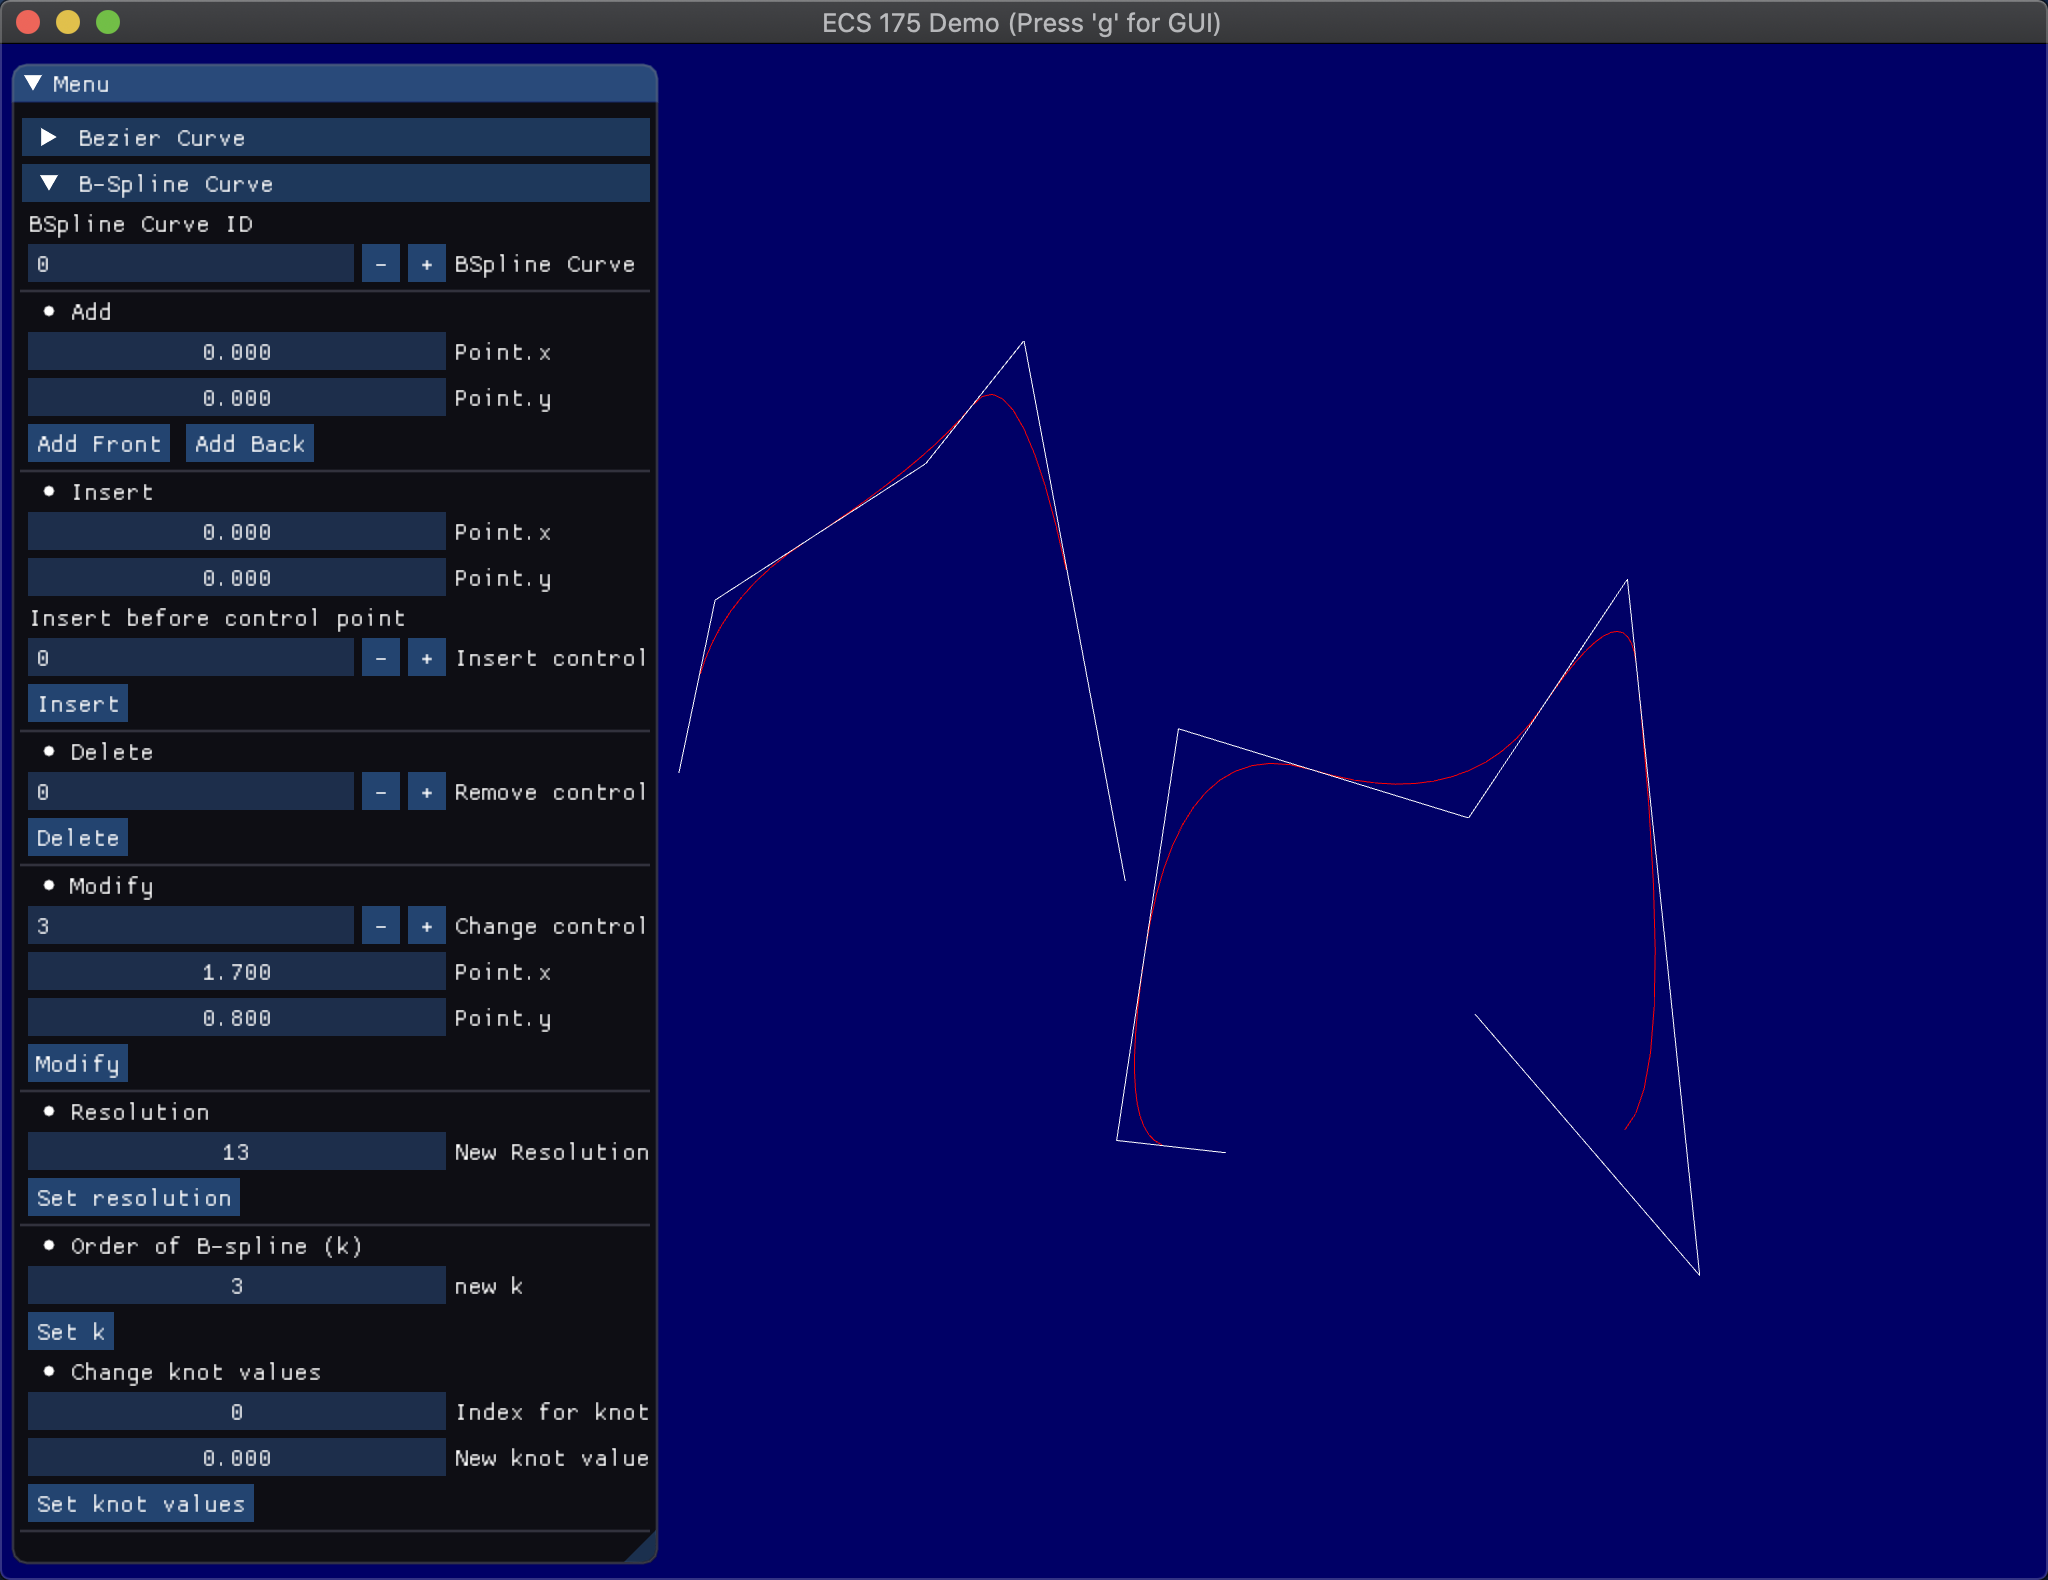 ECS 175 Demo (Press 'g' for GUI)
Menu
Bezier Curve
B-Spline Curve
BSpline Curve ID
0 - + BSpline Curve
Add
0.000 Point.x
0.000 Point.y
Add Front Add Back
Insert
0.000 Point.x
0.000 Point.y
Insert before control point
0 - + Insert control
Insert
Delete
0 - + Remove control
Delete
Modify
3 - + Change control
1.700 Point.x
0.800 Point.y
Modify
Resolution
13 New Resolution
Set resolution
Order of B-spline (k)
3 new k
Set k
Change knot values
0 Index for knot
0.000 New knot value
Set knot values